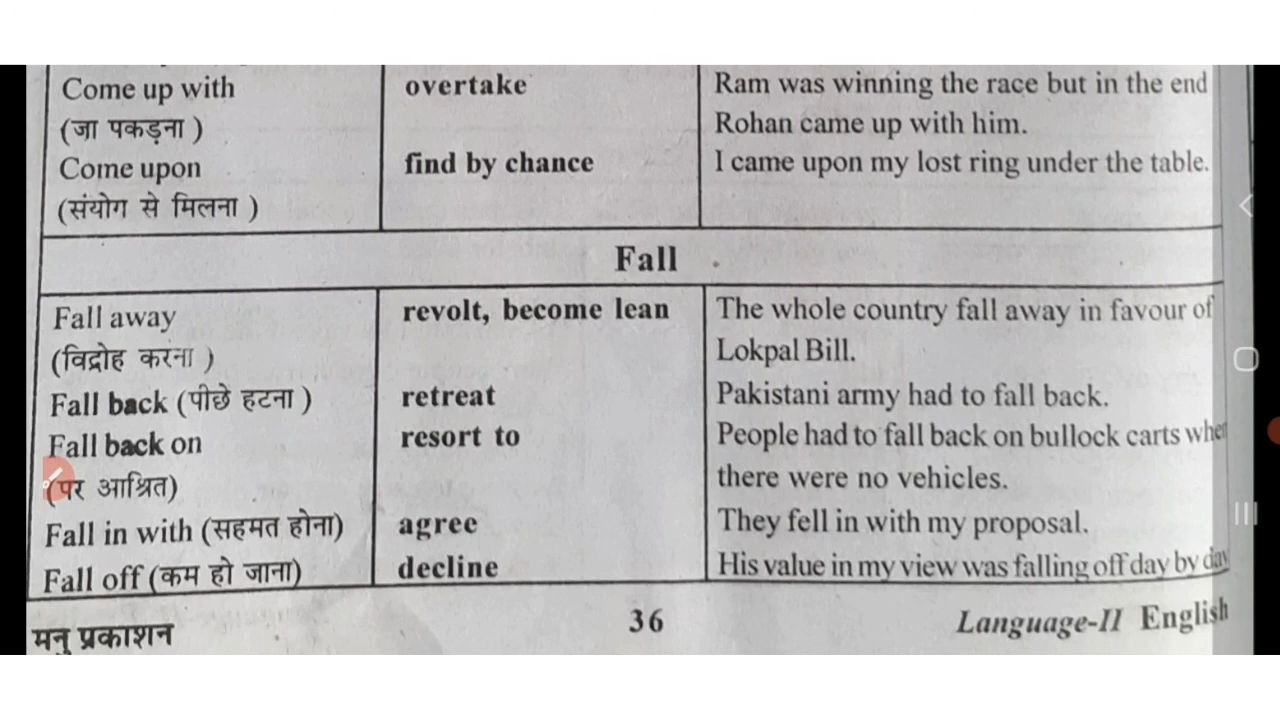 Come up with overtake Ram was winning the race but in the end
(जा पकड़ना ) Rohan came up with him.
Come upon find by chance I came upon my lost ring under the table.
(संयोग से मिलना )
Fall
Fall away revolt, become lean The whole country fall away in favour of
(विद्रोह करना ) Lokpal Bill.
Fall back (पीछे हटना ) retreat Pakistani army had to fall back.
Fall back on resort to People had to fall back on bullock carts when
(पर आश्रित) there were no vehicles.
Fall in with (सहमत होना) agree They fell in with my proposal.
Fall off (कम हो जाना) decline His value in my view was falling off day by day
मनु प्रकाशन 36 Language-II English